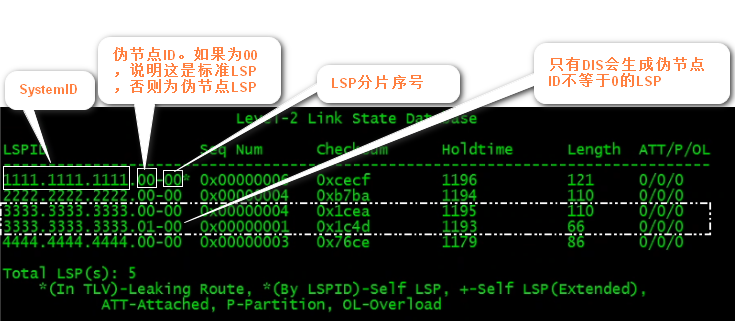 伪节点ID。如果为00
，说明这是标准LSP
，否则为伪节点LSP
只有DIS会生成伪节点
ID不等于0的LSP
SystemID
LSP分片序号
Level-2 Link State Database
LSPID Seq Num Checksum Holdtime Length ATT/P/OL
1111.1111.1111.00-00* 0x00000006 0xcecf 1196 121 0/0/0
2222.2222.2222.00-00 0x00000004 0xb7ba 1194 110 0/0/0
3333.3333.3333.00-00 0x00000004 0x1cea 1195 110 0/0/0
3333.3333.3333.01-00 0x00000001 0x1c4d 1193 66 0/0/0
4444.4444.4444.00-00 0x00000003 0x76ce 1179 86 0/0/0
Total LSP(s): 5
*(In TLV)-Leaking Route, *(By LSPID)-Self LSP, +-Self LSP(Extended),
ATT-Attached, P-Partition, OL-Overload